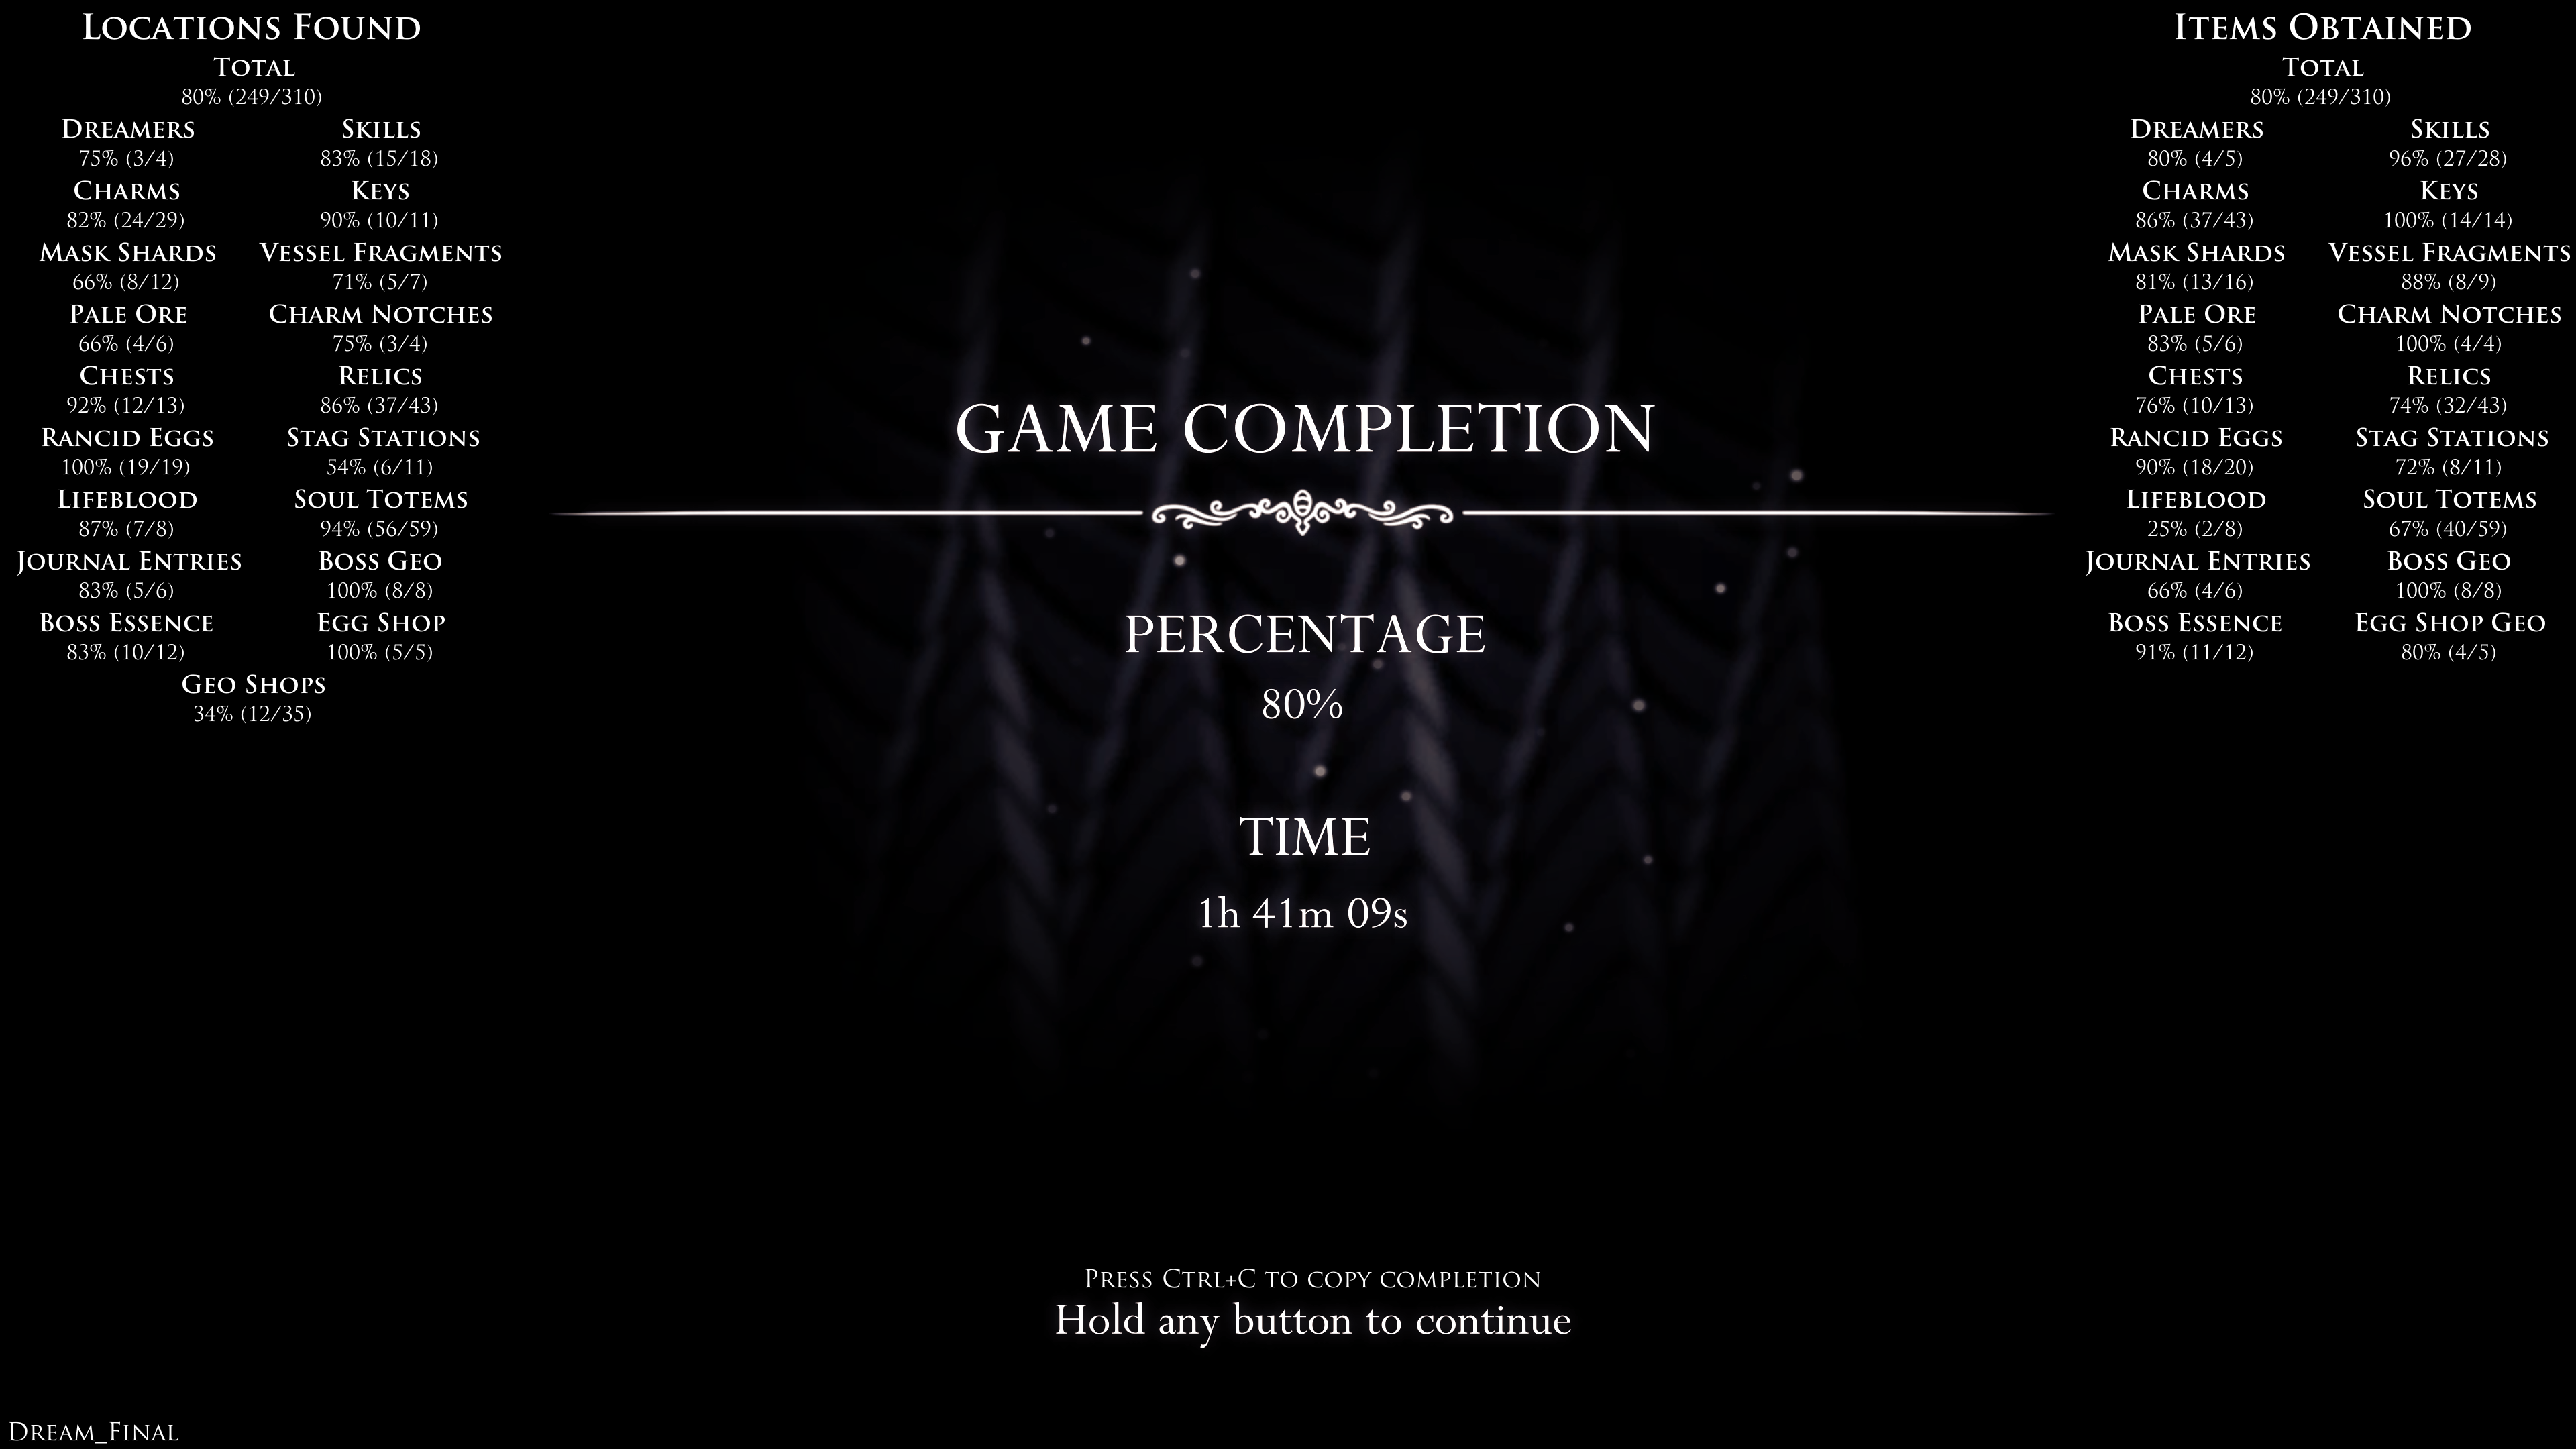 Locations Found
Total
80% (249/310)
Dreamers Skills
75% (3/4) 83% (15/18)
Charms Keys
82% (24/29) 90% (10/11)
Mask Shards Vessel Fragments
66% (8/12) 71% (5/7)
Pale Ore Charm Notches
66% (4/6) 75% (3/4)
Chests Relics
92% (12/13) 86% (37/43)
Rancid Eggs Stag Stations
100% (19/19) 54% (6/11)
Lifeblood Soul Totems
87% (7/8) 94% (56/59)
Journal Entries Boss Geo
83% (5/6) 100% (8/8)
Boss Essence Egg Shop
83% (10/12) 100% (5/5)
Geo Shops
34% (12/35)
GAME COMPLETION
PERCENTAGE
80%
TIME
1h 41m 09s
Press Ctrl+C to copy completion
Hold any button to continue
Items Obtained
Total
80% (249/310)
Dreamers Skills
80% (4/5) 96% (27/28)
Charms Keys
86% (37/43) 100% (14/14)
Mask Shards Vessel Fragments
81% (13/16) 88% (8/9)
Pale Ore Charm Notches
83% (5/6) 100% (4/4)
Chests Relics
76% (10/13) 74% (32/43)
Rancid Eggs Stag Stations
90% (18/20) 72% (8/11)
Lifeblood Soul Totems
25% (2/8) 67% (40/59)
Journal Entries Boss Geo
66% (4/6) 100% (8/8)
Boss Essence Egg Shop Geo
91% (11/12) 80% (4/5)
Dream_Final